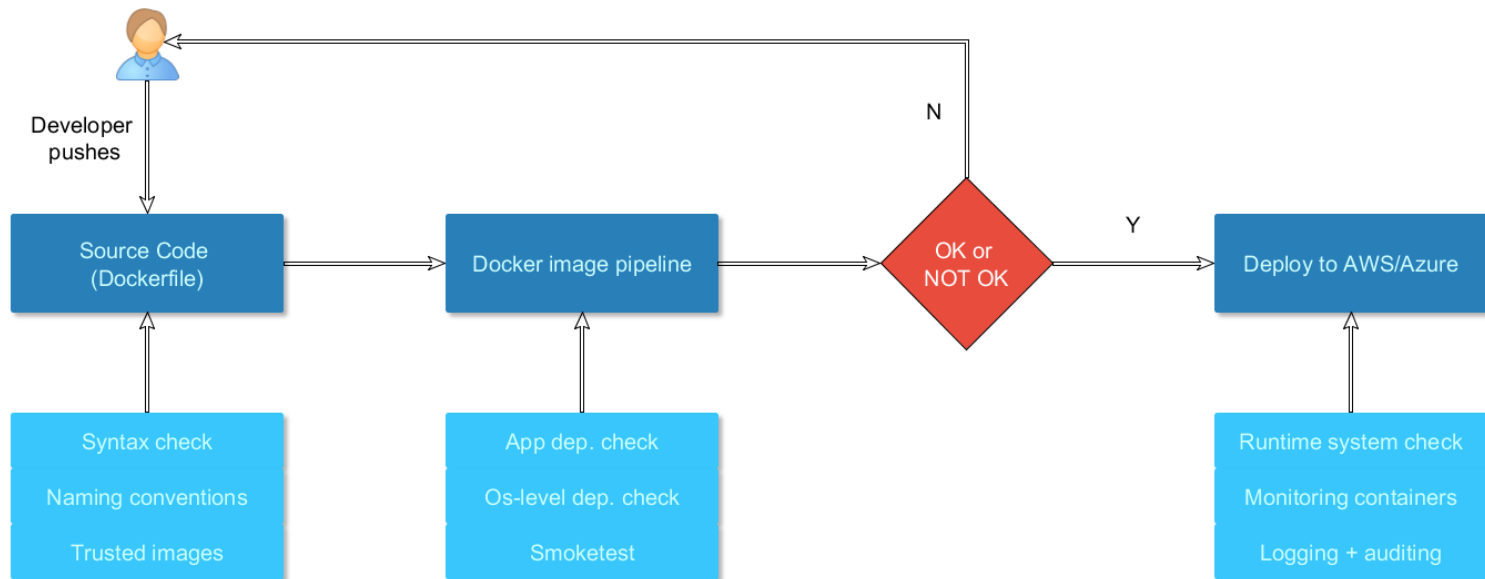 Developer
pushes
N
Y
Source Code
(Dockerfile)
Docker image pipeline
OK or
NOT OK
Deploy to AWS/Azure
Syntax check
Naming conventions
Trusted images
App dep. check
Os-level dep. check
Smoketest
Runtime system check
Monitoring containers
Logging + auditing